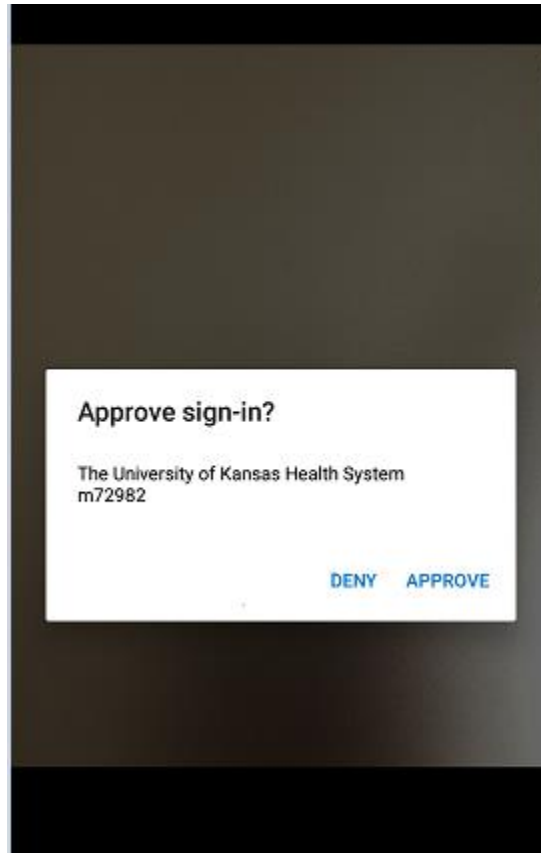 Approve sign-in?
The University of Kansas Health System
m72982
DENY APPROVE